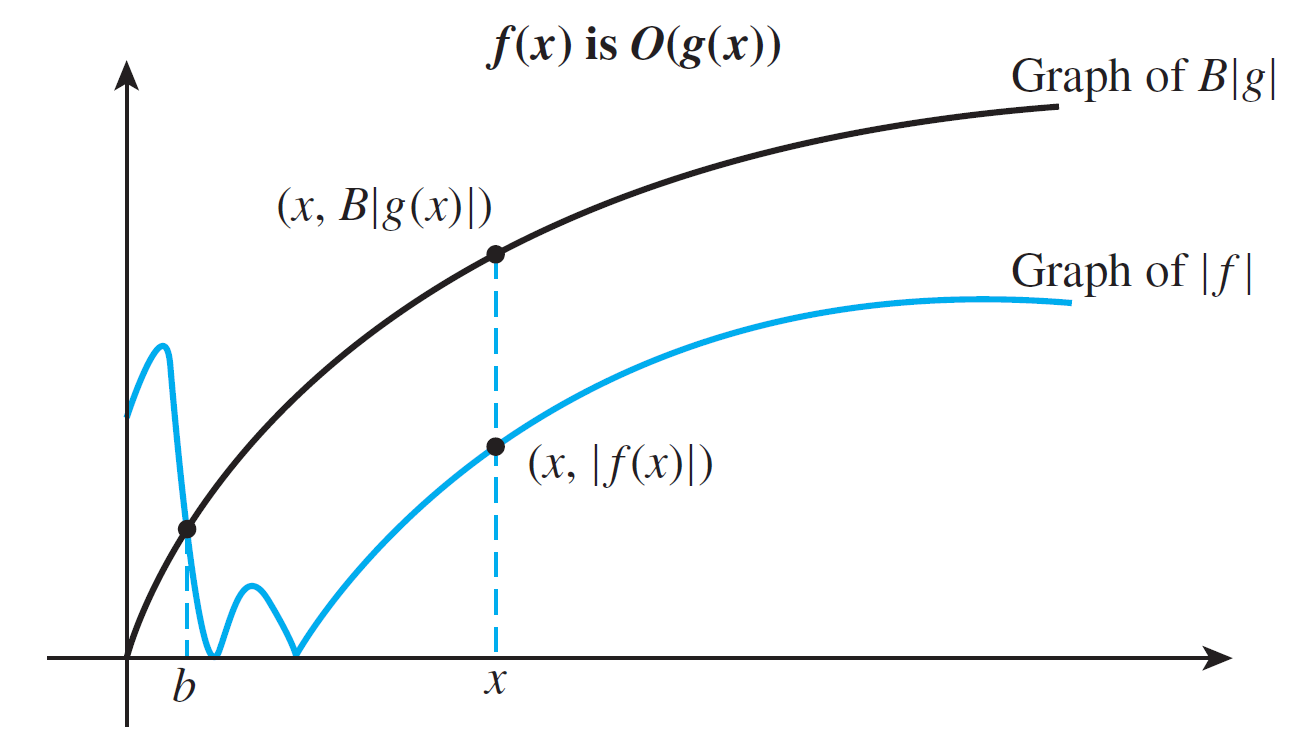 f(x) is O(g(x))
Graph of B|g|
(x, B|g(x)|)
Graph of |f|
(x, |f(x)|)
b
x